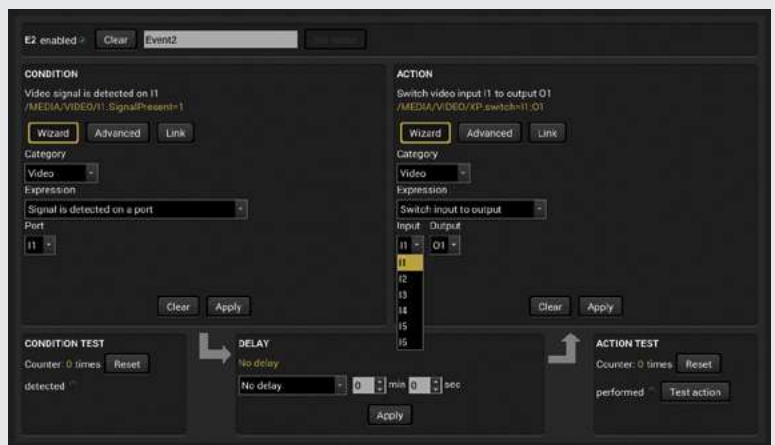 E2 enabled Clear Event2
CONDITION
Video signal is detected on I1
/MEDIA/VIDEO/I1.SignalPresent=1
Wizard Advanced Link
Category
Video
Expression
Signal is detected on a port
Port
I1
Clear Apply
ACTION
Switch video input I1 to output O1
/MEDIA/VIDEO/XP.switch=I1:O1
Wizard Advanced Link
Category
Video
Expression
Switch input to output
Input Output
I1 O1
I1
I2
I3
I4
I5
I6
Clear Apply
CONDITION TEST
Counter: 0 times Reset
detected
DELAY
No delay
No delay 0 min 0 sec
Apply
ACTION TEST
Counter: 0 times Reset
performed Test action